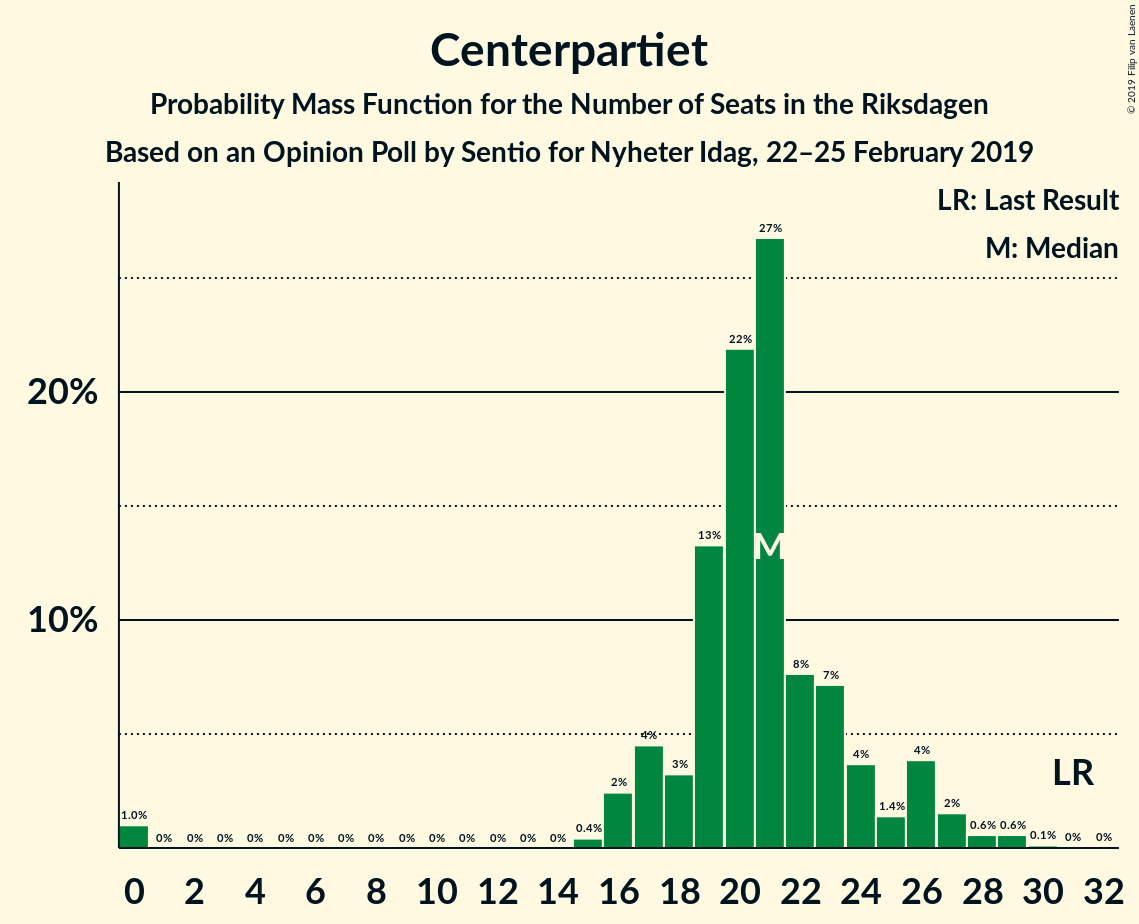 Centerpartiet
Probability Mass Function for the Number of Seats in the Riksdagen
Based on an Opinion Poll by Sentio for Nyheter Idag, 22–25 February 2019
© 2019 Filip van Laenen
LR: Last Result
M: Median
27%
22%
20%
13%
M
10%
8%
7%
4%
4%
4%
3%
LR
2%
2%
1.4%
1.0%
0.4%
0.6%
0.6%
0.1%
0% 0% 0% 0% 0% 0% 0% 0% 0% 0% 0% 0% 0% 0% 0% 0%
0 2 4 6 8 10 12 14 16 18 20 22 24 26 28 30 32